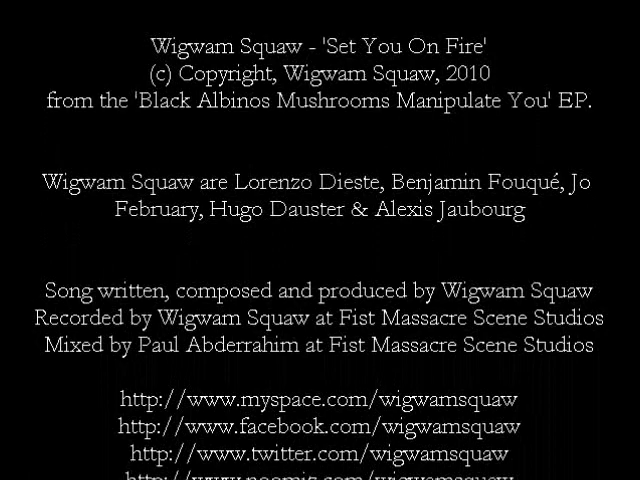 Wigwam Squaw - 'Set You On Fire'
(c) Copyright, Wigwam Squaw, 2010
from the 'Black Albinos Mushrooms Manipulate You' EP.
Wigwam Squaw are Lorenzo Dieste, Benjamin Fouqué, Jo
February, Hugo Dauster & Alexis Jaubourg
Song written, composed and produced by Wigwam Squaw
Recorded by Wigwam Squaw at Fist Massacre Scene Studios
Mixed by Paul Abderrahim at Fist Massacre Scene Studios
http://www.myspace.com/wigwamsquaw
http://www.facebook.com/wigwamsquaw
http://www.twitter.com/wigwamsquaw